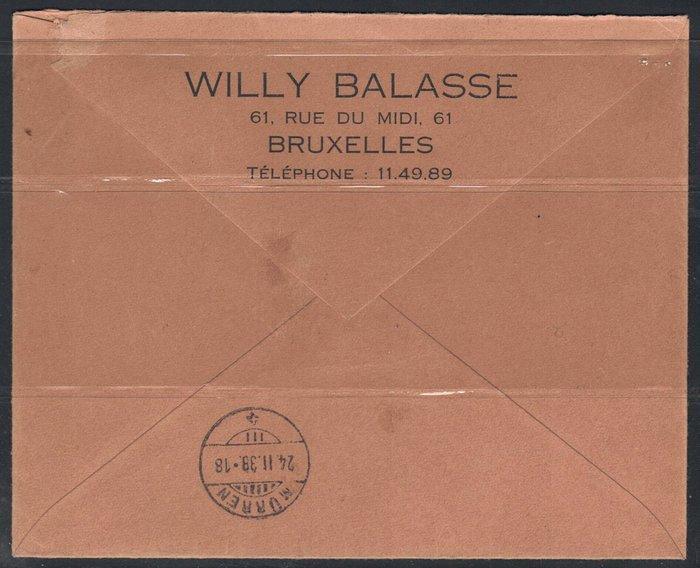 WILLY BALASSE
61, RUE DU MIDI, 61
BRUXELLES
TÉLÉPHONE : 11.49.89
MÜRREN
24.II.39·18